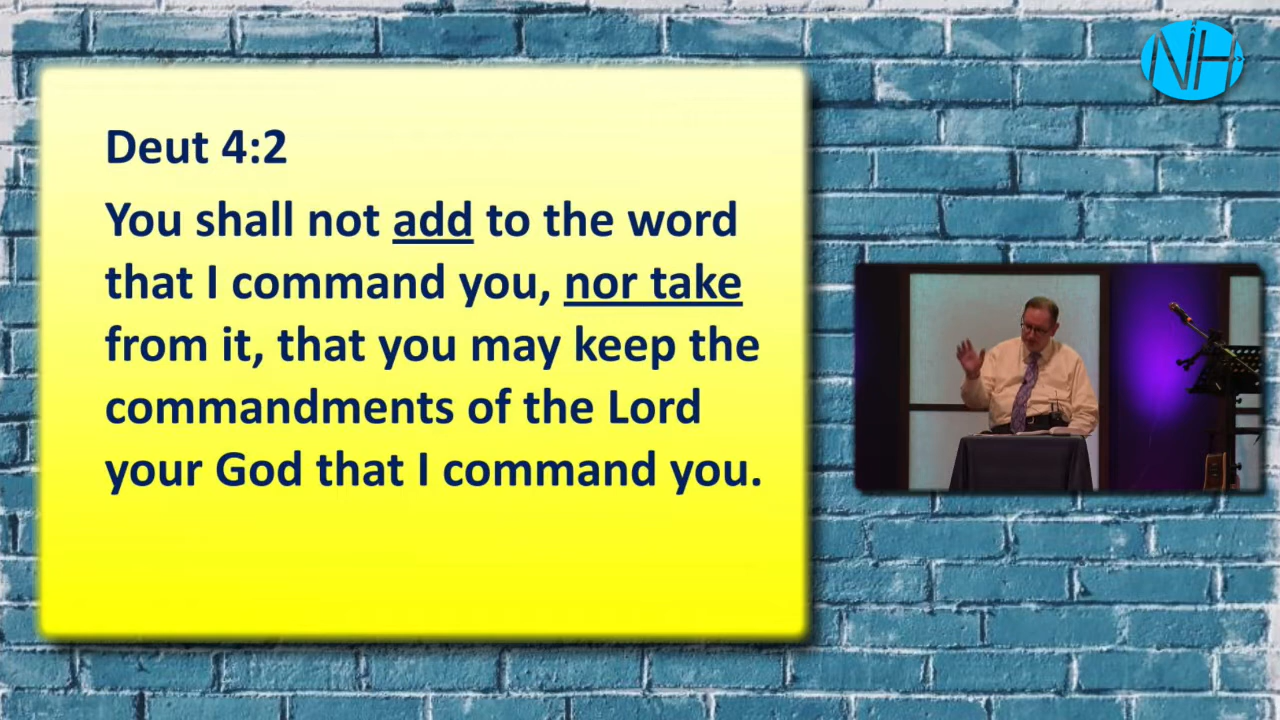 NH
Deut 4:2
You shall not add to the word
that I command you, nor take
from it, that you may keep the
commandments of the Lord
your God that I command you.